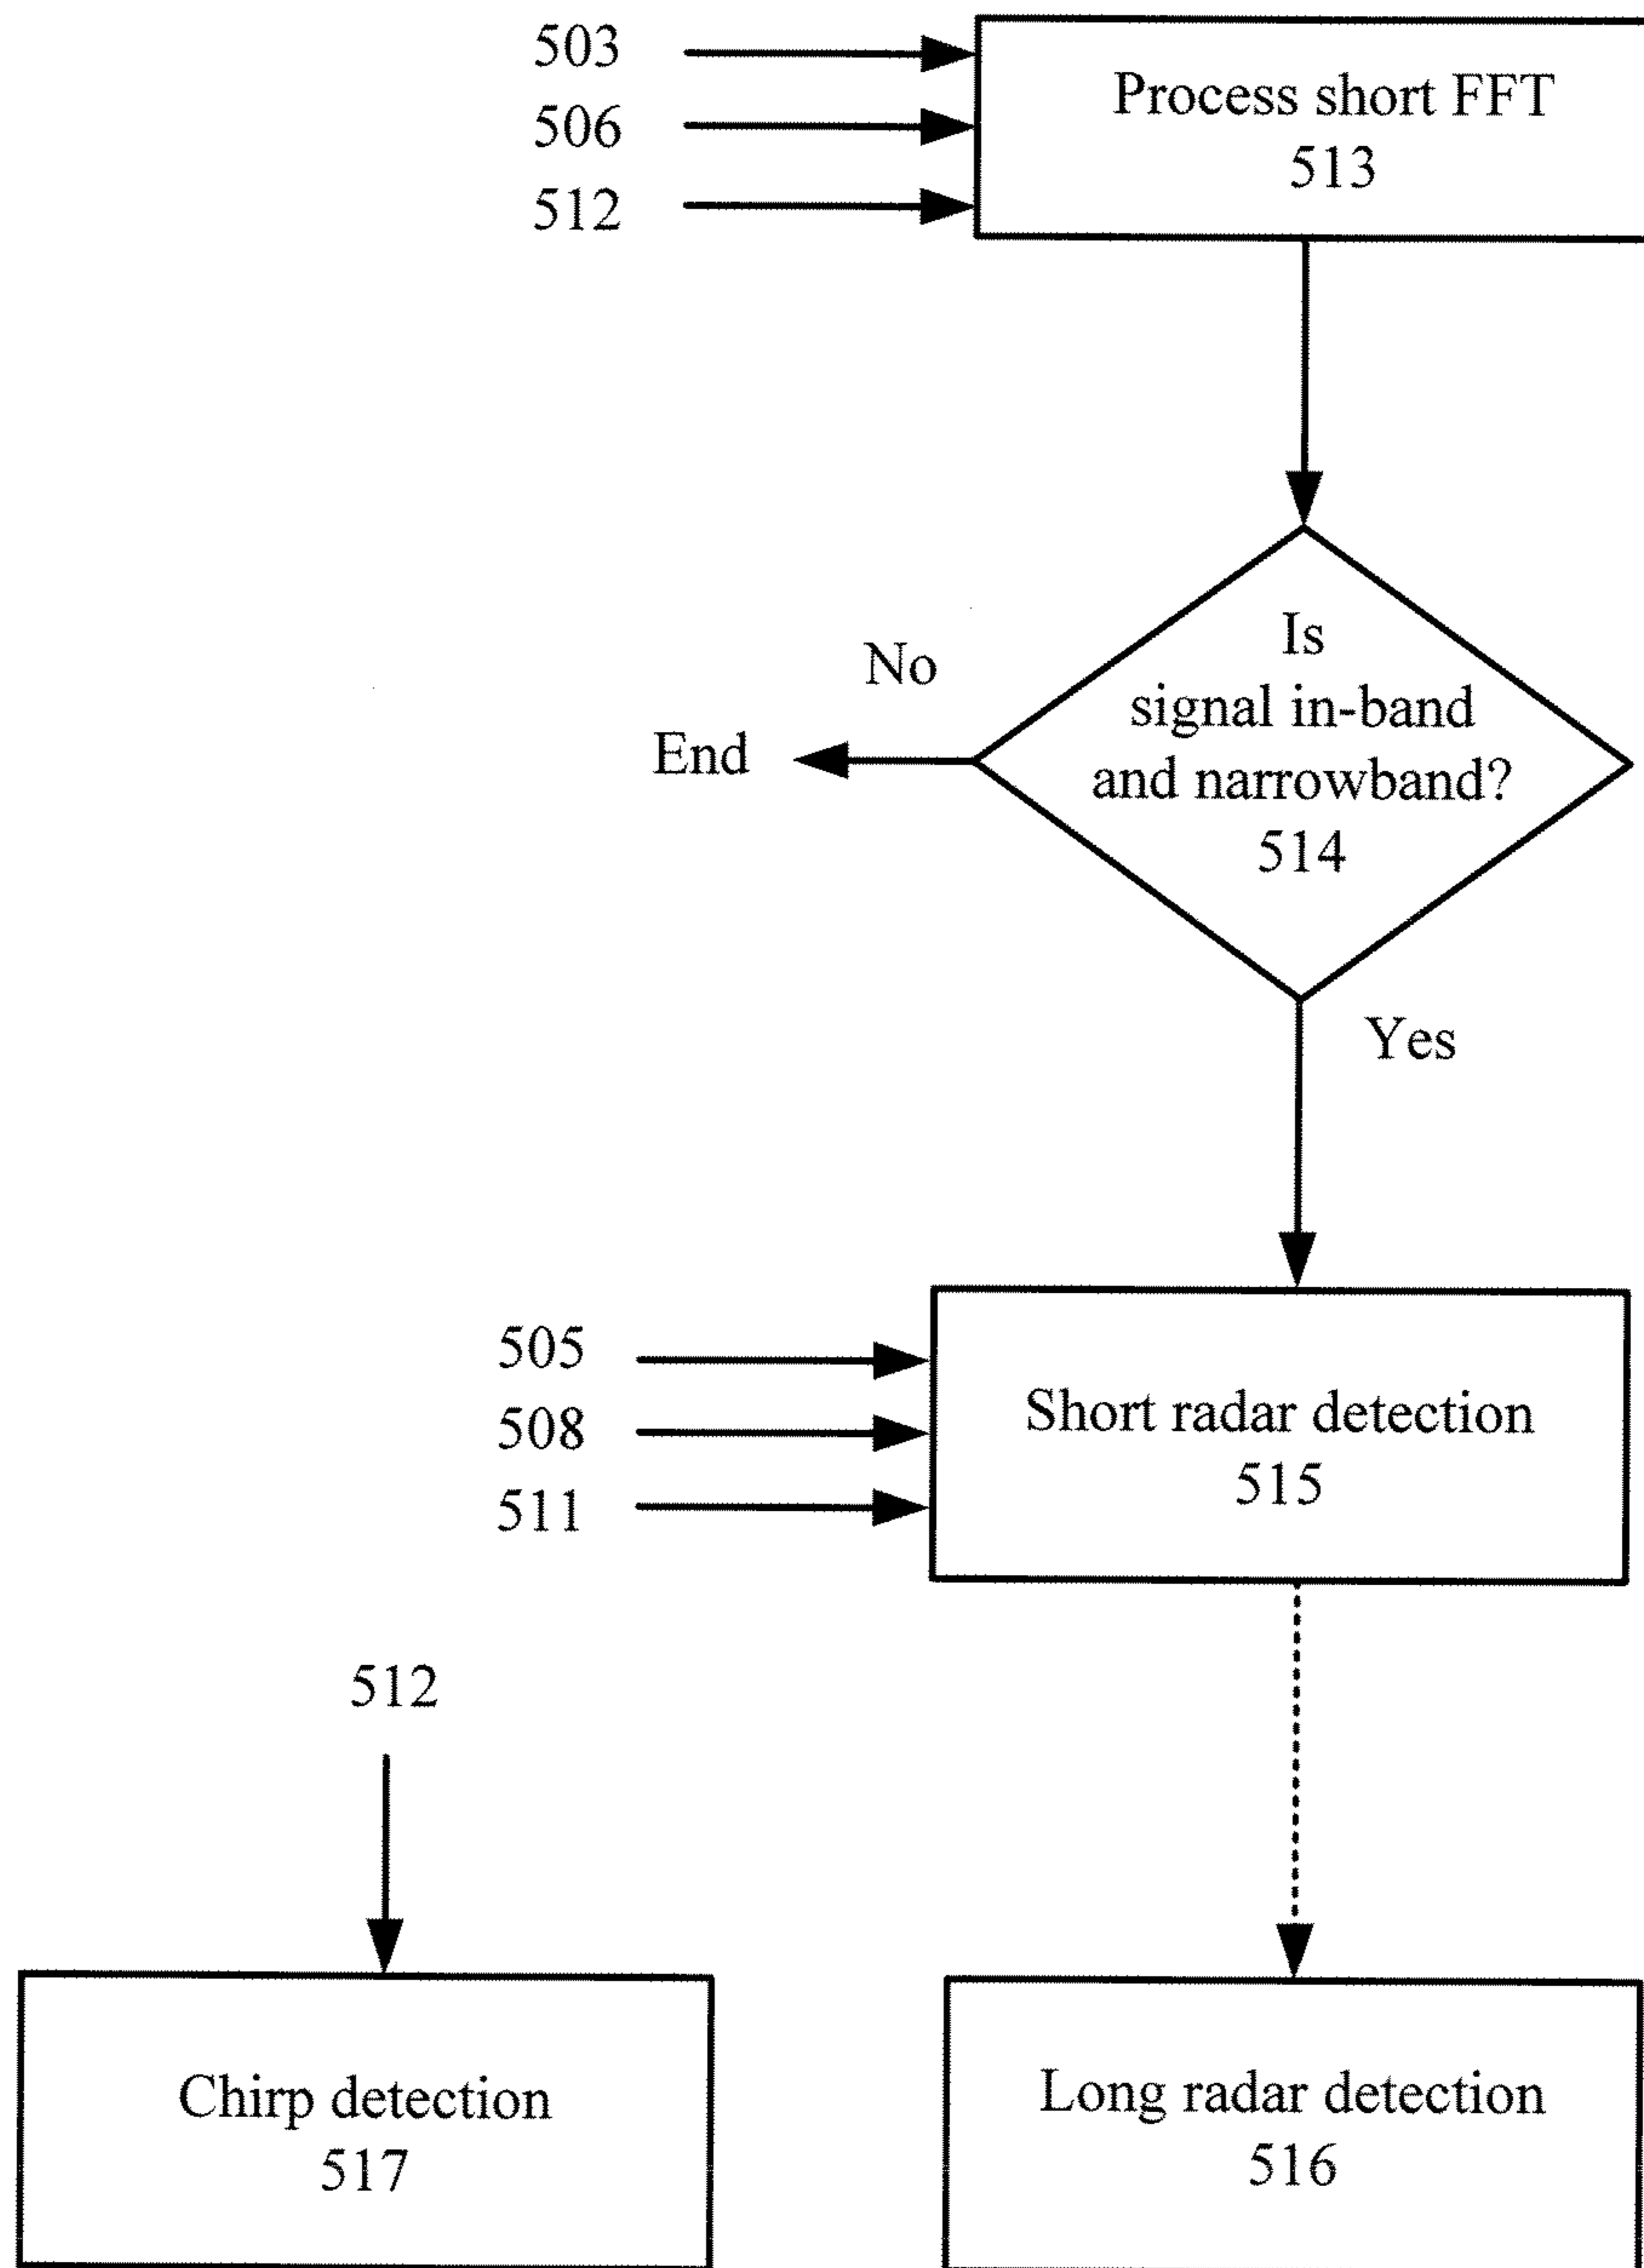 503
506
512
Process short FFT
513
No
End
Is
signal in-band
and narrowband?
514
Yes
505
508
511
Short radar detection
515
512
Chirp detection
517
Long radar detection
516